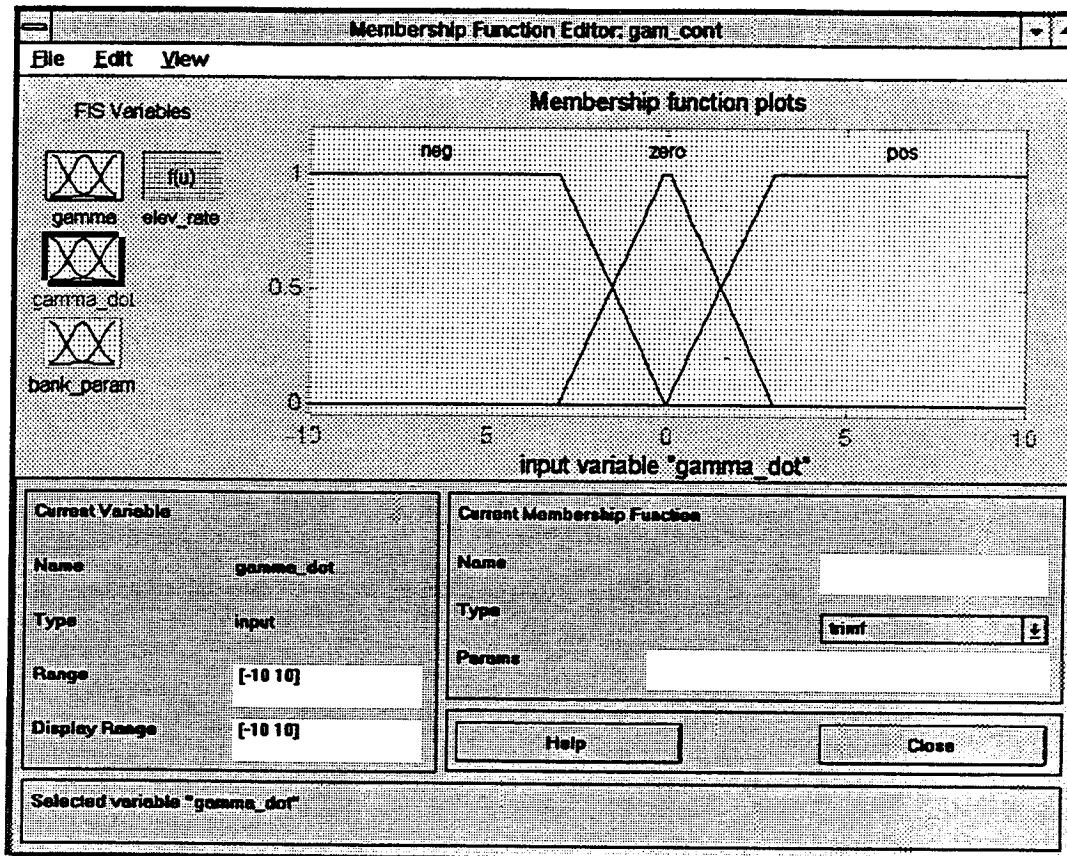 Membership Function Editor: gam_cont
File Edit View
FIS Variables
gamma
f(u)
elev_rate
gamma_dot
bank_param
Membership function plots
neg zero pos
1
0.5
0
-10 5 0 5 10
input variable "gamma_dot"
Current Variable
Name gamma_dot
Type input
Range [-10 10]
Display Range [-10 10]
Current Membership Function
Name
Type trimf
Params
Help Close
Selected variable "gamma_dot"